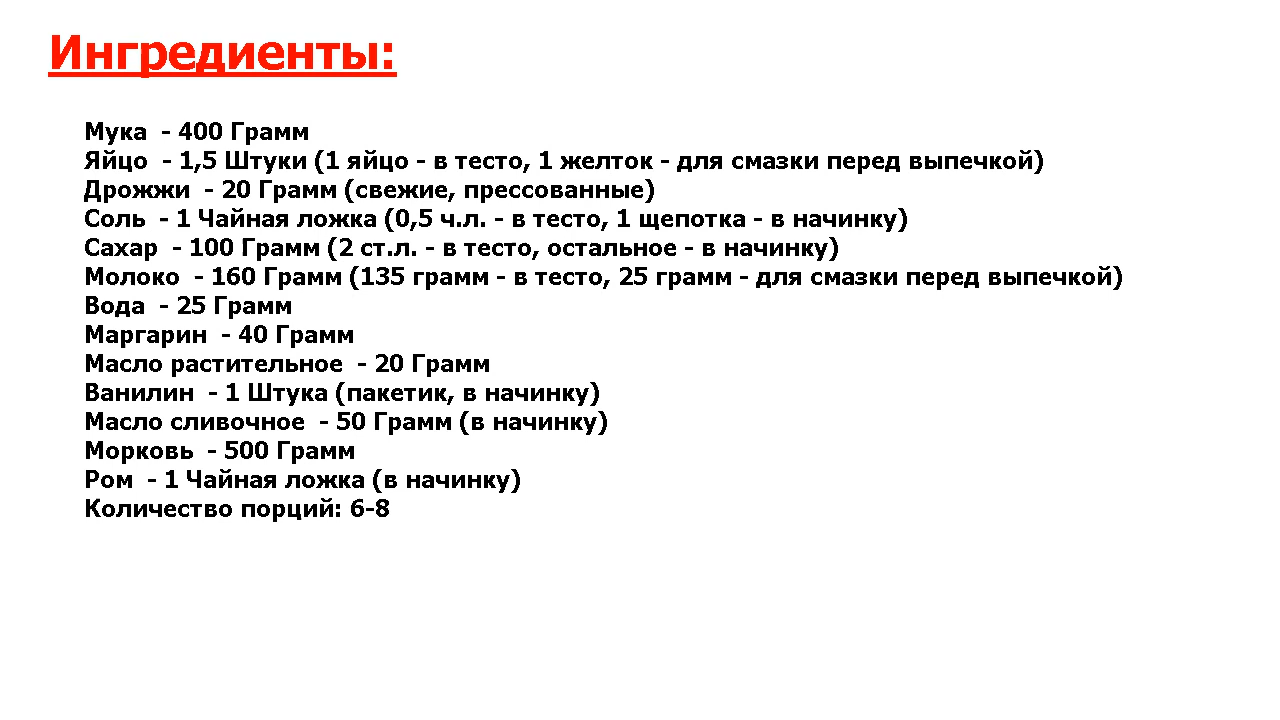 Ингредиенты:
Мука - 400 Грамм
Яйцо - 1,5 Штуки (1 яйцо - в тесто, 1 желток - для смазки перед выпечкой)
Дрожжи - 20 Грамм (свежие, прессованные)
Соль - 1 Чайная ложка (0,5 ч.л. - в тесто, 1 щепотка - в начинку)
Сахар - 100 Грамм (2 ст.л. - в тесто, остальное - в начинку)
Молоко - 160 Грамм (135 грамм - в тесто, 25 грамм - для смазки перед выпечкой)
Вода - 25 Грамм
Маргарин - 40 Грамм
Масло растительное - 20 Грамм
Ванилин - 1 Штука (пакетик, в начинку)
Масло сливочное - 50 Грамм (в начинку)
Морковь - 500 Грамм
Ром - 1 Чайная ложка (в начинку)
Количество порций: 6-8